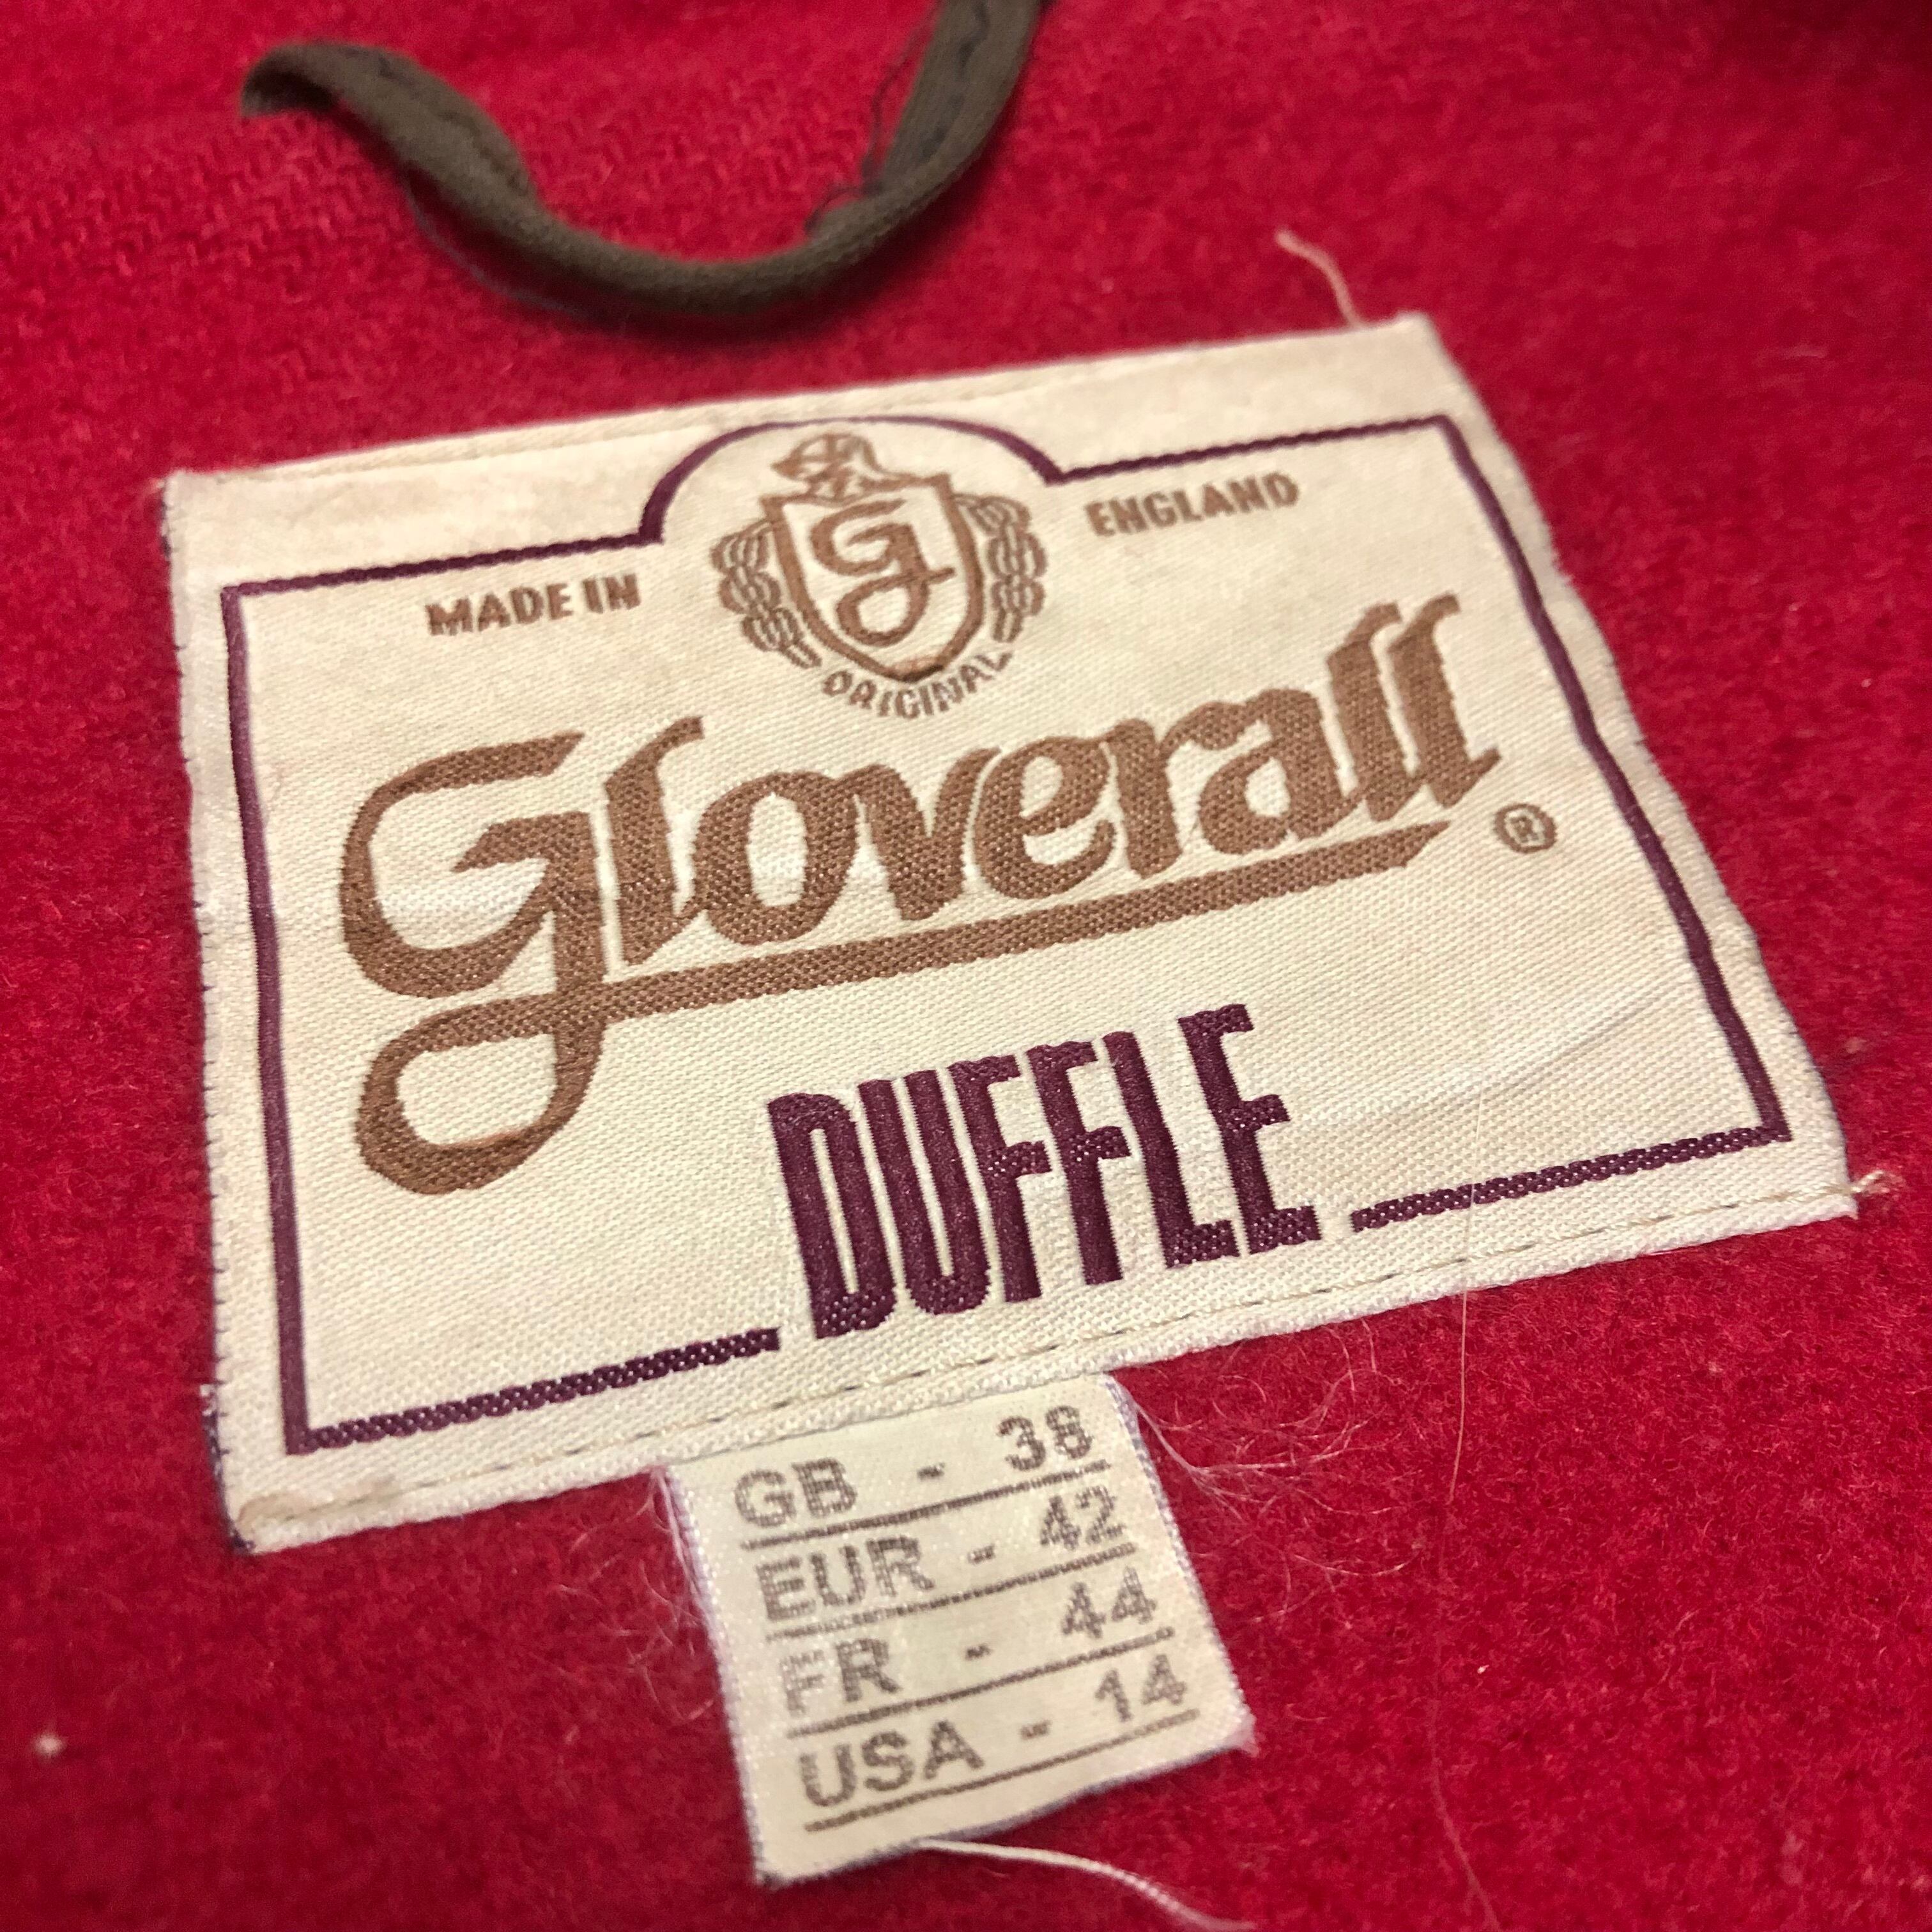 MADE IN ENGLAND
G
ORIGINAL
Gloverall ®
DUFFLE
GB - 38
EUR - 42
FR - 44
USA - 14